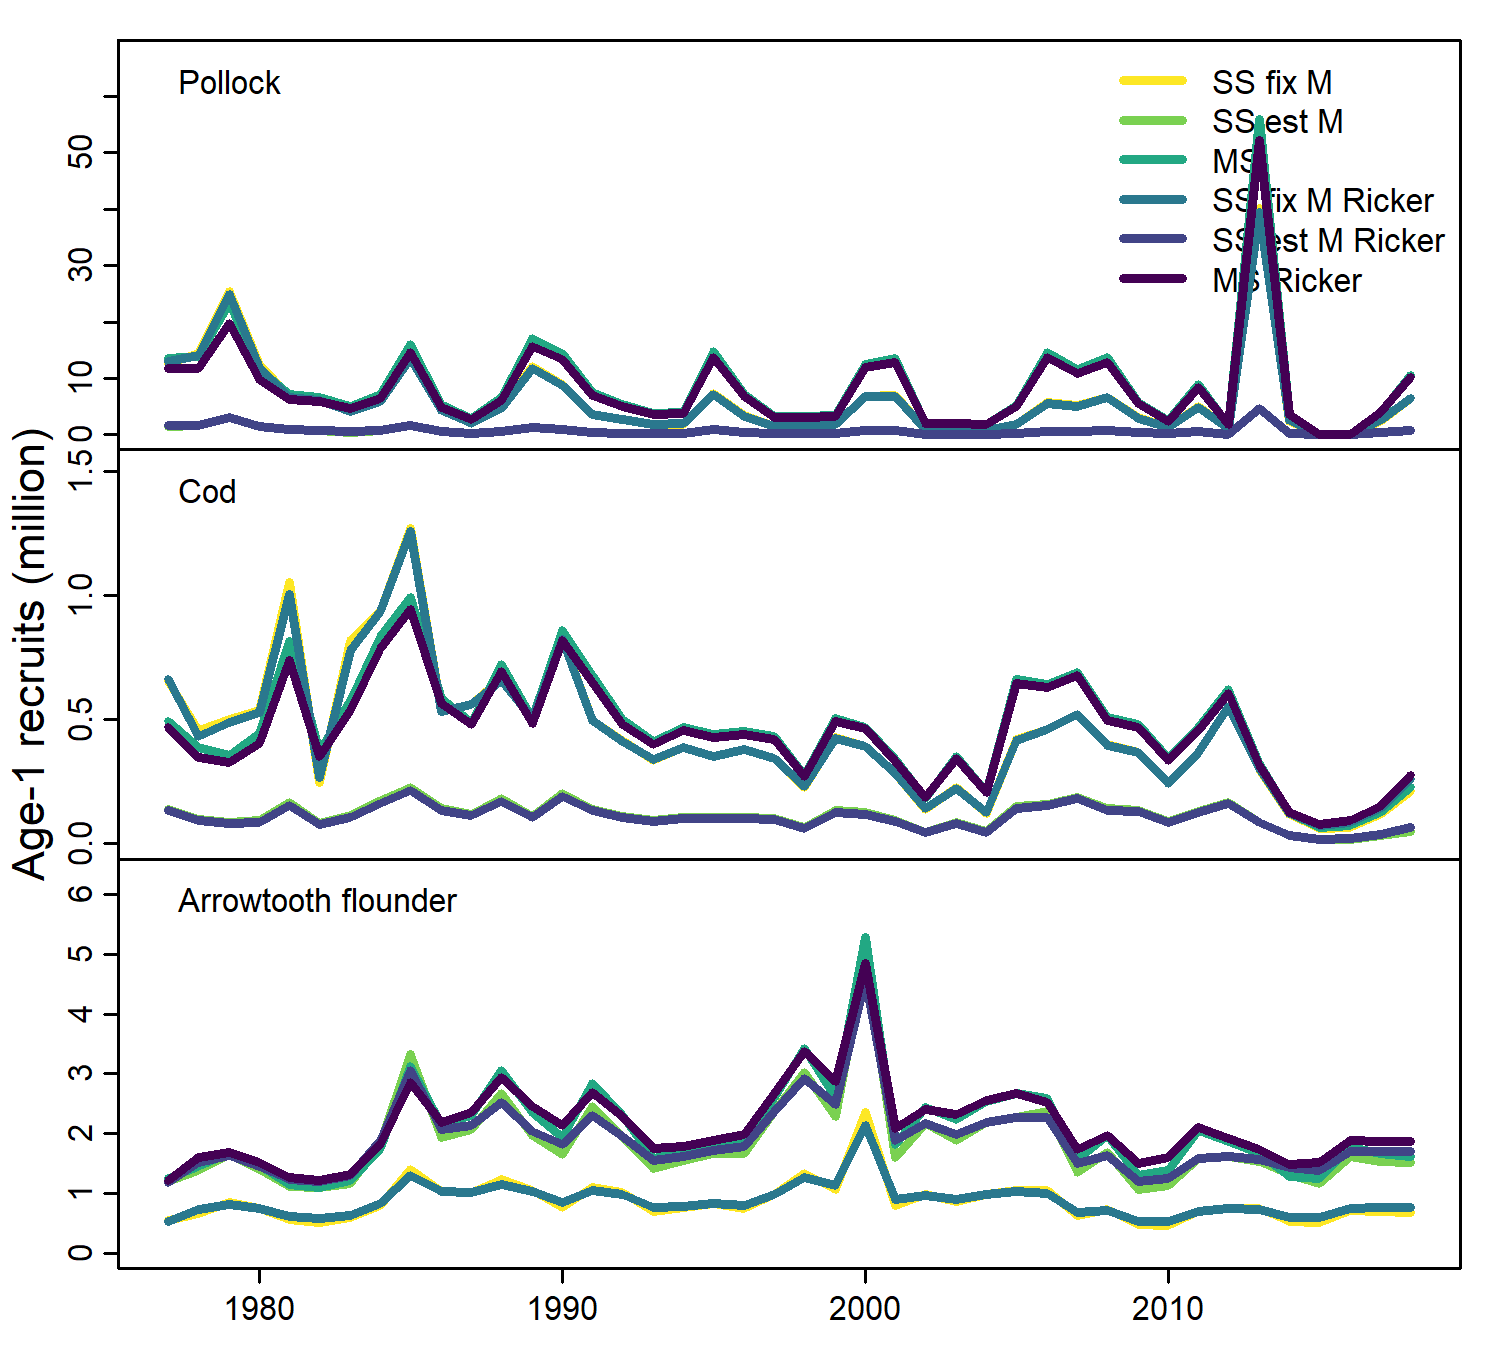 Pollock
SS fix M
SS est M
MS
SS fix M Ricker
SS est M Ricker
MS Ricker
50
30
10
0
Cod
1.5
1.0
0.5
0.0
Age-1 recruits (million)
Arrowtooth flounder
6
5
4
3
2
1
0
1980 1990 2000 2010